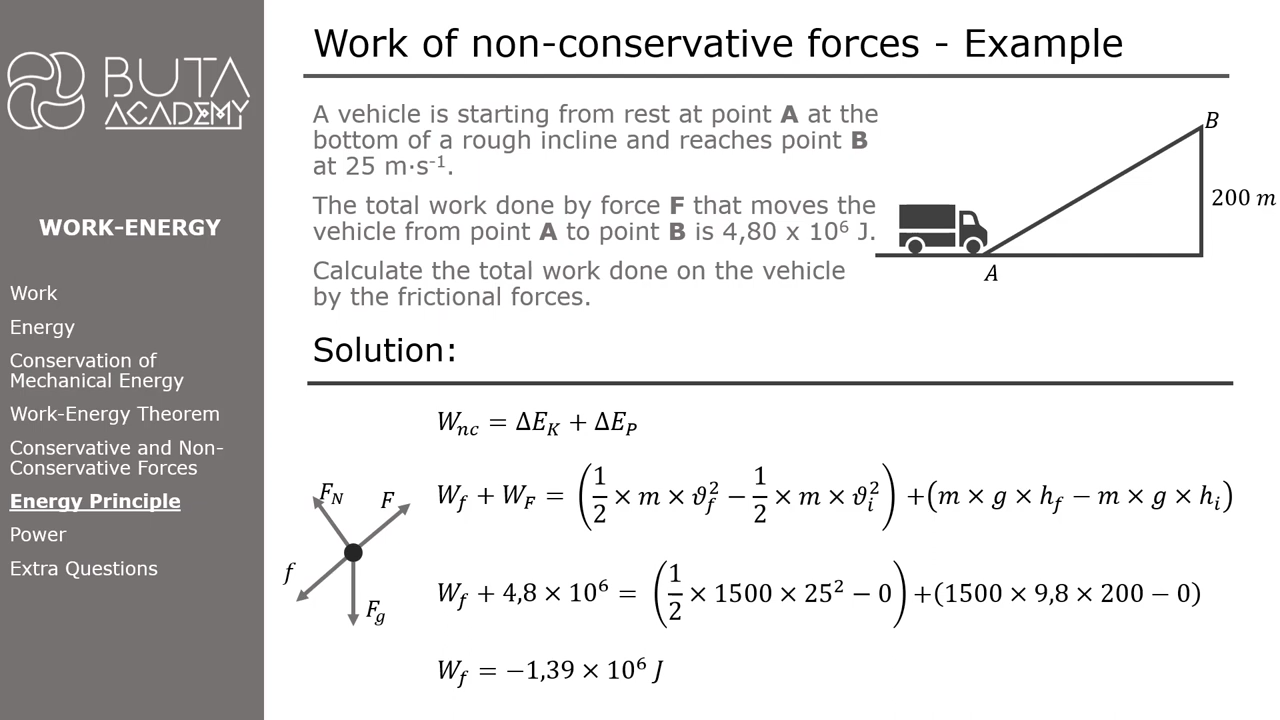 BUTA
ACADEMY
WORK-ENERGY
Work
Energy
Conservation of
Mechanical Energy
Work-Energy Theorem
Conservative and Non-
Conservative Forces
Energy Principle
Power
Extra Questions
Work of non-conservative forces - Example
A vehicle is starting from rest at point A at the
bottom of a rough incline and reaches point B
at 25 m·s⁻¹.
The total work done by force F that moves the
vehicle from point A to point B is 4,80 x 10⁶ J.
Calculate the total work done on the vehicle
by the frictional forces.
B
200 m
A
Solution:
W_nc = ΔE_K + ΔE_P
W_f + W_F = (1/2 × m × ϑ_f² − 1/2 × m × ϑ_i²) +(m × g × h_f − m × g × h_i)
W_f + 4,8 × 10⁶ = (1/2 × 1500 × 25² − 0) +(1500 × 9,8 × 200 − 0)
W_f = −1,39 × 10⁶ J
F_N
F
f
F_g